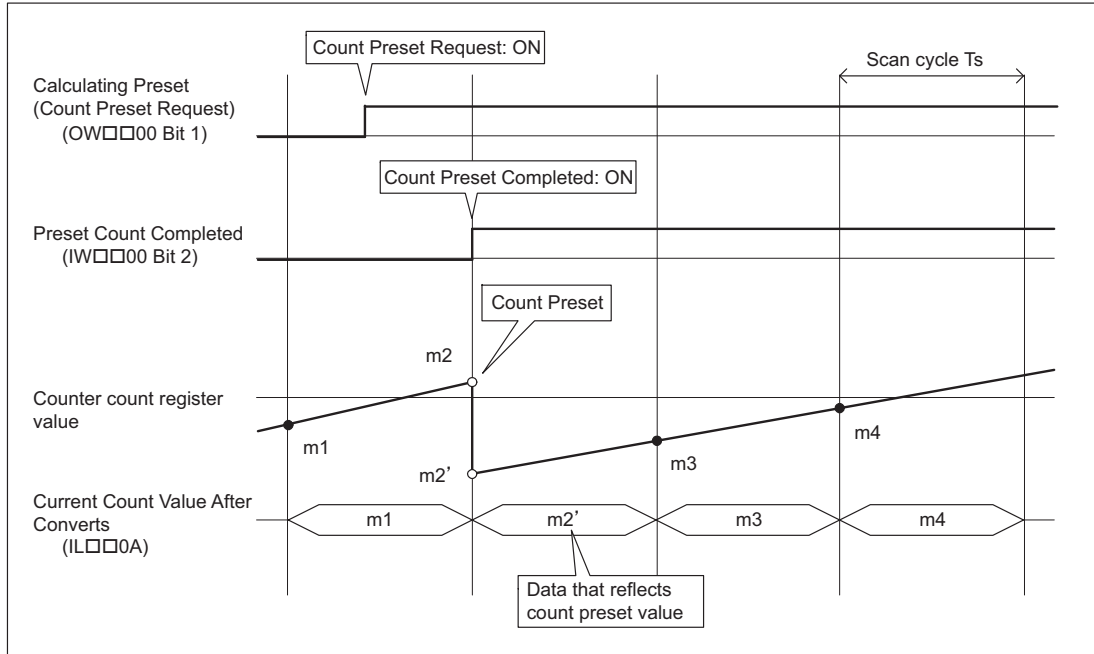 Count Preset Request: ON
Scan cycle Ts
Calculating Preset
(Count Preset Request)
(OW□□00 Bit 1)
Count Preset Completed: ON
Preset Count Completed
(IW□□00 Bit 2)
Count Preset
m2
Counter count register
value
m1
m4
m3
m2’
Current Count Value After
Converts
(IL□□0A)
m1
m2’
m3
m4
Data that reflects
count preset value